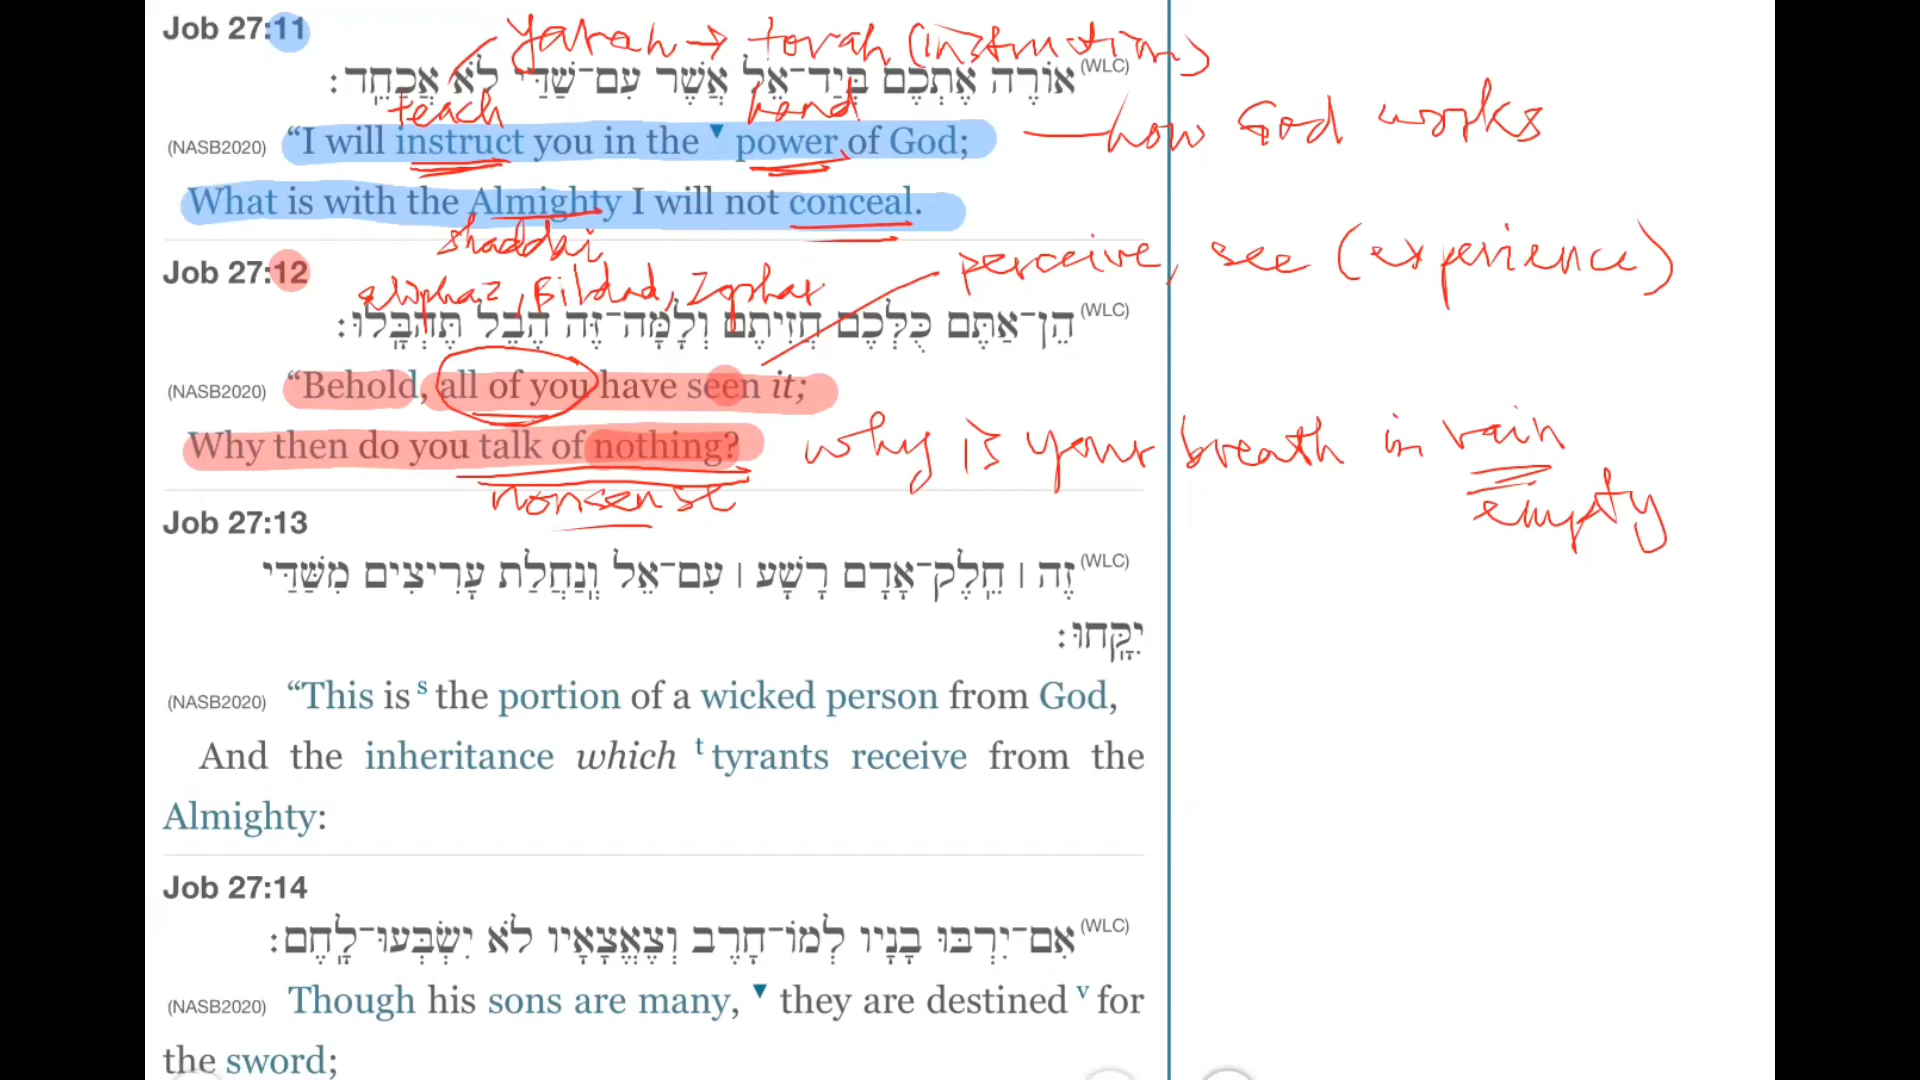 Job 27:11
yarah → torah (instructions)
אוֹרֶה אֶתְכֶם בְּיַד־אֵל אֲשֶׁר עִם־שַׁדַּי לֹא אֲכַחֵד׃ (WLC)
teach hand
(NASB2020) “I will instruct you in the ▼ power of God; — how God works
What is with the Almighty I will not conceal.
shaddai
Job 27:12
perceive, see (experience)
eliphaz, Bildad, Zophar
הֵן־אַתֶּם כֻּלְּכֶם חֲזִיתֶם וְלָמָּה־זֶּה הֶבֶל תֶּהְבָּלוּ׃ (WLC)
(NASB2020) “Behold, all of you have seen it;
Why then do you talk of nothing? why is your breath in vain
nonsense empty
Job 27:13
זֶה ׀ חֵלֶק־אָדָם רָשָׁע ׀ עִם־אֵל וְנַחֲלַת עָרִיצִים מִשַּׁדַּי (WLC)
יִקָּחוּ׃
(NASB2020) “This is s the portion of a wicked person from God,
And the inheritance which t tyrants receive from the
Almighty:
Job 27:14
אִם־יִרְבּוּ בָנָיו לְמוֹ־חָרֶב וְצֶאֱצָאָיו לֹא יִשְׂבְּעוּ־לָחֶם׃ (WLC)
(NASB2020) Though his sons are many, ▼ they are destined v for
the sword;